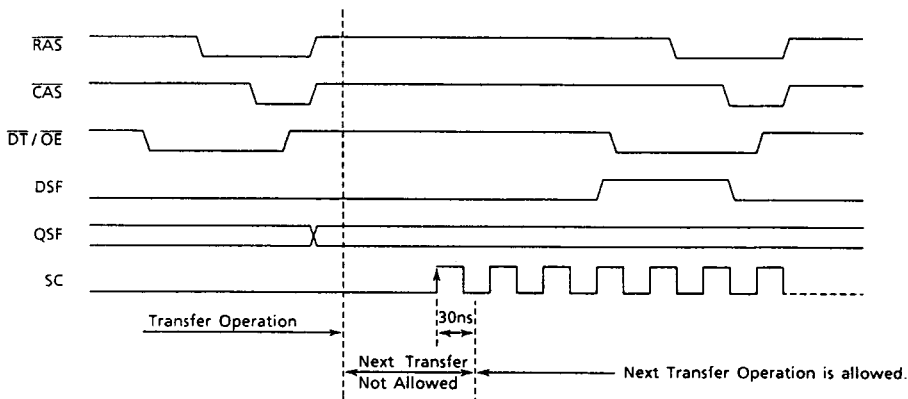 RAS
CAS
DT / OE
DSF
QSF
SC
Transfer Operation
30ns
Next Transfer
Not Allowed
Next Transfer Operation is allowed.